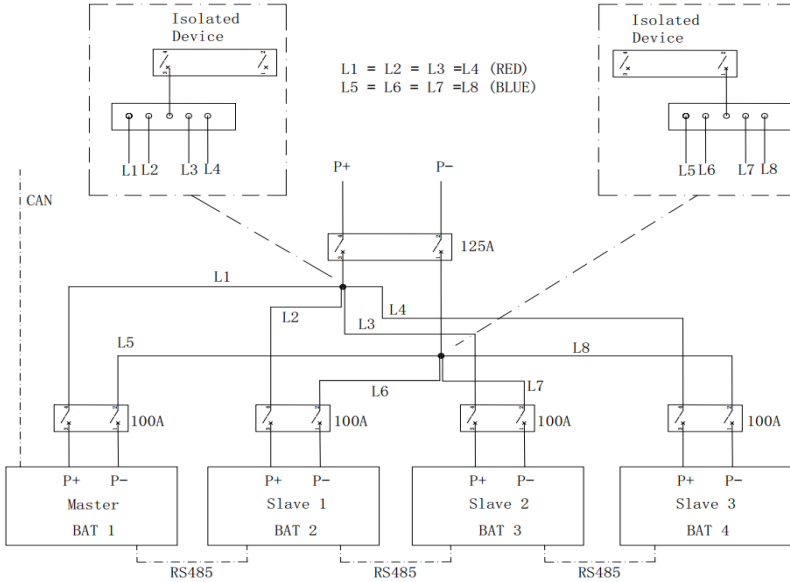 Isolated
Device
L1 L2 L3 L4
L1 = L2 = L3 =L4 (RED)
L5 = L6 = L7 =L8 (BLUE)
Isolated
Device
L5 L6 L7 L8
CAN
P+ P-
125A
L1
L2
L3
L4
L5
L6
L7
L8
100A
100A
100A
100A
P+ P-
Master
BAT 1
P+ P-
Slave 1
BAT 2
P+ P-
Slave 2
BAT 3
P+ P-
Slave 3
BAT 4
RS485
RS485
RS485